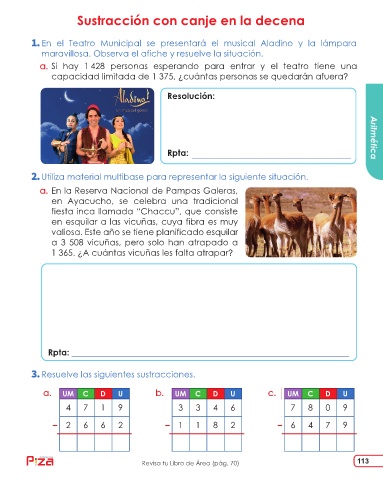 Sustracción con canje en la decena
1. En el Teatro Municipal se presentará el musical Aladino y la lámpara
maravillosa. Observa el afiche y resuelve la situación.
a. Si hay 1 428 personas esperando para entrar y el teatro tiene una
capacidad limitada de 1 375, ¿cuántas personas se quedarán afuera?
Aladino
Resolución:
Rpta:
Aritmética
2. Utiliza material multibase para representar la siguiente situación.
a. En la Reserva Nacional de Pampas Galeras,
en Ayacucho, se celebra una tradicional
fiesta inca llamada “Chaccu”, que consiste
en esquilar a las vicuñas, cuya fibra es muy
valiosa. Este año se tiene planificado esquilar
a 3 508 vicuñas, pero solo han atrapado a
1 365. ¿A cuántas vicuñas les falta atrapar?
Rpta:
3. Resuelve las siguientes sustracciones.
a. UM C D U b. UM C D U c. UM C D U
4 7 1 9 3 3 4 6 7 8 0 9
– 2 6 6 2 – 1 1 8 2 – 6 4 7 9
Revisa tu Libro de Área (pág. 70)
113